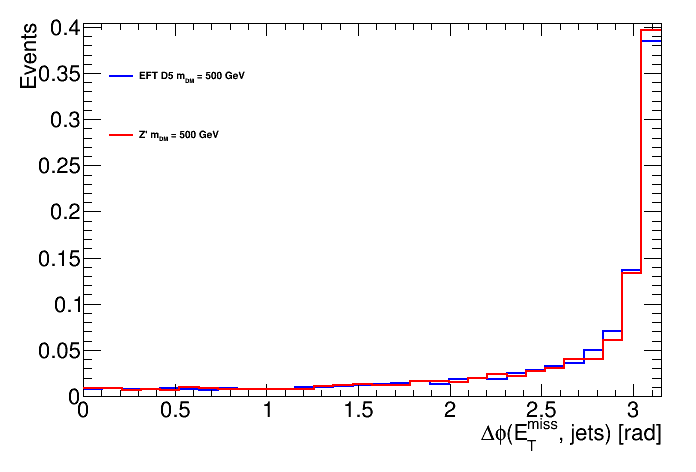 Events
0.4
0.35
0.3
0.25
0.2
0.15
0.1
0.05
0
EFT D5 m_DM = 500 GeV
Z' m_DM = 500 GeV
0 0.5 1 1.5 2 2.5 3
Δϕ(E_T^miss, jets) [rad]